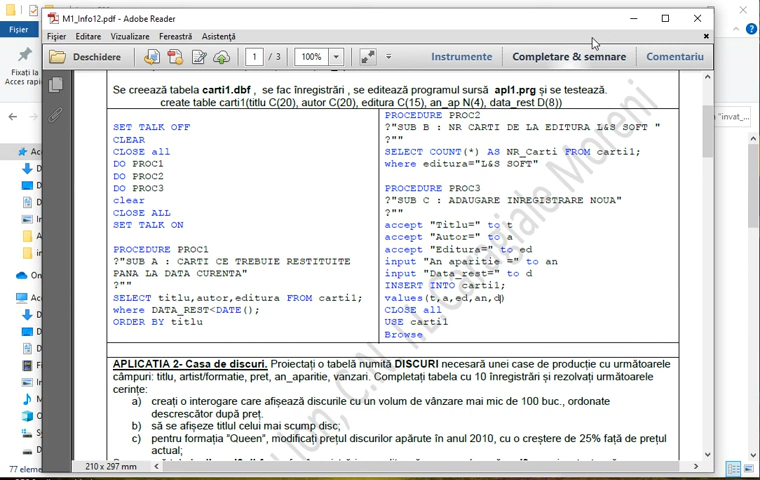 Fișier
M1_Info12.pdf - Adobe Reader
Fișier Editare Vizualizare Fereastră Asistență
Deschidere
1 / 3
100%
Instrumente
Completare & semnare
Comentariu
Fixați la
Acces rapi
Se creează tabela carti1.dbf , se fac înregistrări , se editează programul sursă apl1.prg și se testează.
create table carti1(titlu C(20), autor C(20), editura C(15), an_ap N(4), data_rest D(8))
SET TALK OFF
CLEAR
CLOSE all
DO PROC1
DO PROC2
DO PROC3
clear
CLOSE ALL
SET TALK ON
PROCEDURE PROC1
?"SUB A : CARTI CE TREBUIE RESTITUITE
PANA LA DATA CURENTA"
?""
SELECT titlu,autor,editura FROM carti1;
where DATA_REST<DATE();
ORDER BY titlu
PROCEDURE PROC2
?"SUB B : NR CARTI DE LA EDITURA L&S SOFT "
?""
SELECT COUNT(*) AS NR_Carti FROM carti1;
where editura="L&S SOFT"
PROCEDURE PROC3
?"SUB C : ADAUGARE INREGISTRARE NOUA"
?""
accept "Titlu=" to t
accept "Autor=" to a
accept "Editura=" to ed
input "An aparitie =" to an
input "Data_rest=" to d
INSERT INTO carti1;
values(t,a,ed,an,d)
CLOSE all
USE carti1
Browse
APLICATIA 2- Casa de discuri. Proiectați o tabelă numită DISCURI necesară unei case de producție cu următoarele
câmpuri: titlu, artist/formatie, pret, an_aparitie, vanzari. Completați tabela cu 10 înregistrări și rezolvați următoarele
cerințe:
a) creați o interogare care afișează discurile cu un volum de vânzare mai mic de 100 buc., ordonate
descrescător după preț.
b) să se afișeze titlul celui mai scump disc;
c) pentru formația "Queen", modificați prețul discurilor apărute în anul 2010, cu o creștere de 25% față de prețul
actual;
210 x 297 mm
77 eleme
"invat_